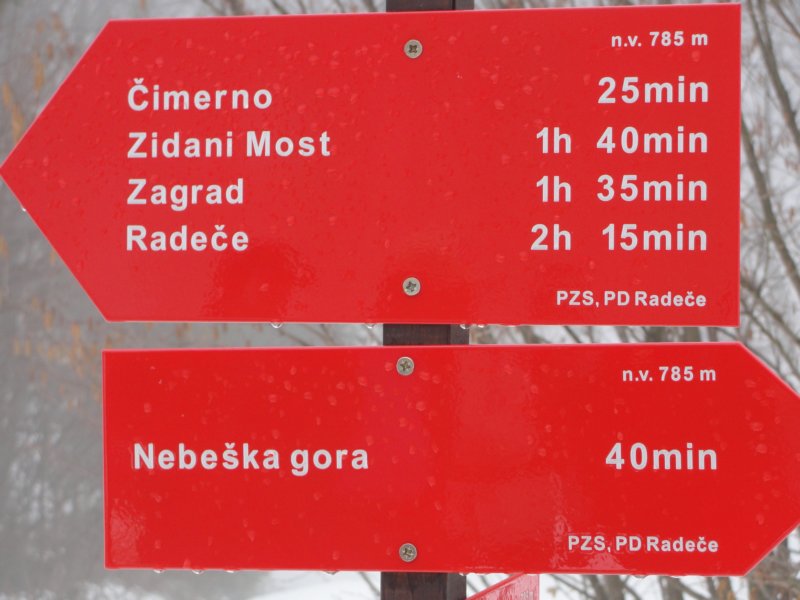 n.v. 785 m
Čimerno 25min
Zidani Most 1h 40min
Zagrad 1h 35min
Radeče 2h 15min
PZS, PD Radeče
n.v. 785 m
Nebeška gora 40min
PZS, PD Radeče